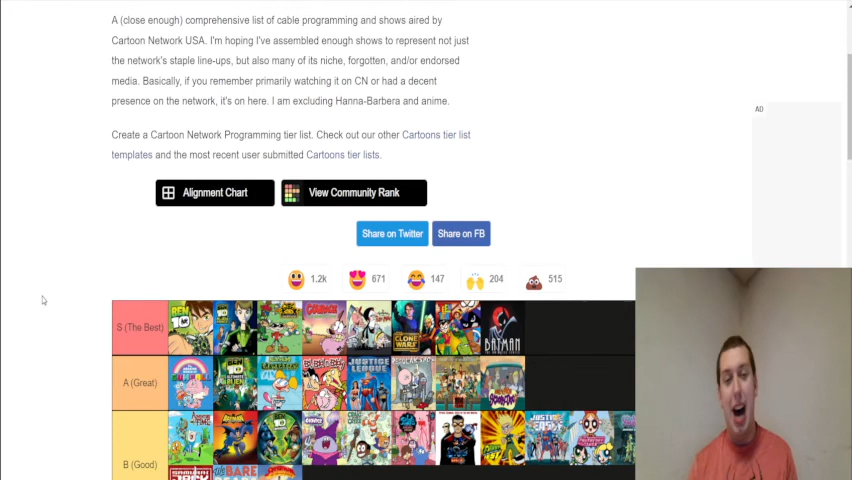 A (close enough) comprehensive list of cable programming and shows aired by
Cartoon Network USA. I'm hoping I've assembled enough shows to represent not just
the network's staple line-ups, but also many of its niche, forgotten, and/or endorsed
media. Basically, if you remember primarily watching it on CN or had a decent
presence on the network, it's on here. I am excluding Hanna-Barbera and anime.
AD
Create a Cartoon Network Programming tier list. Check out our other Cartoons tier list
templates and the most recent user submitted Cartoons tier lists.
Alignment Chart
View Community Rank
Share on Twitter
Share on FB
1.2k
671
147
204
515
S (The Best)
BEN
10
CLONE
WARS
BATMAN
A (Great)
BEN
JUSTICE
LEAGUE
B (Good)
SAMURAI
JACK
WE BARE